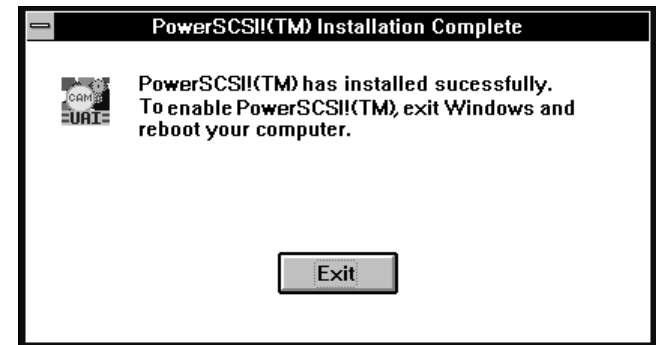 PowerSCSI!(TM) Installation Complete
PowerSCSI!(TM) has installed sucessfully.
To enable PowerSCSI!(TM), exit Windows and
reboot your computer.
CAM
=UAI=
Exit